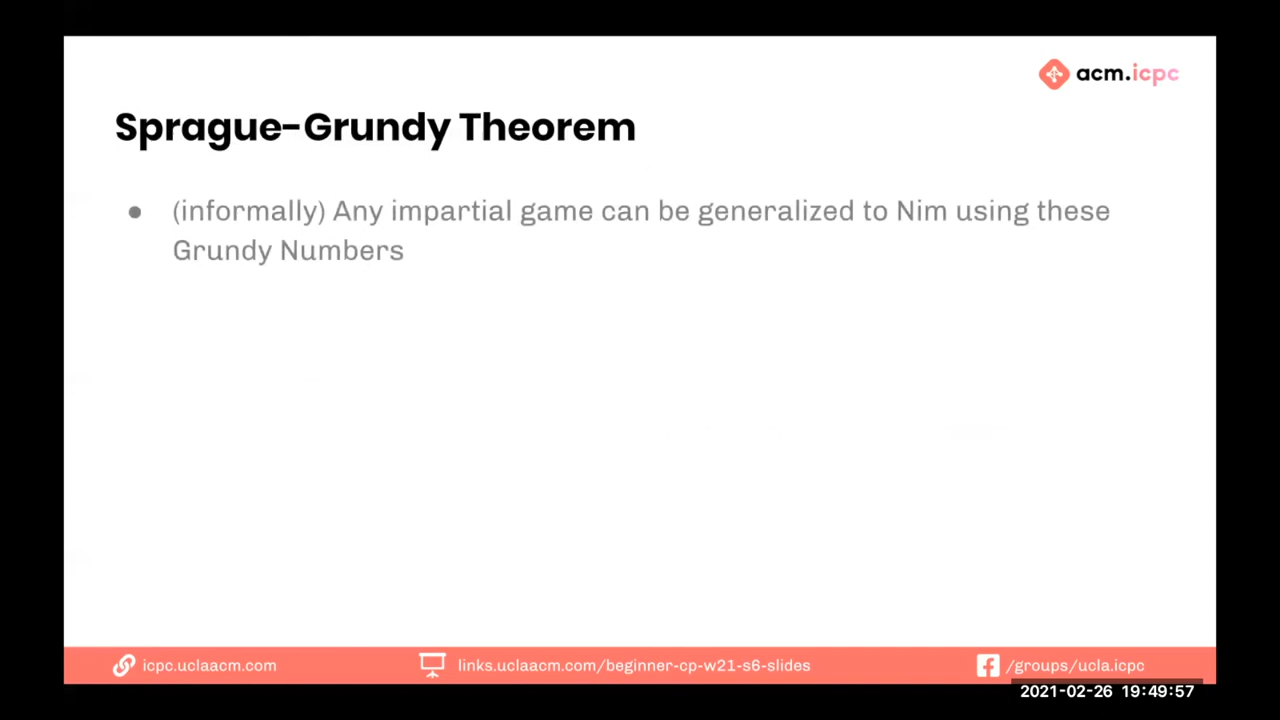 acm.icpc
Sprague-Grundy Theorem
● (informally) Any impartial game can be generalized to Nim using these
Grundy Numbers
icpc.uclaacm.com
links.uclaacm.com/beginner-cp-w21-s6-slides
/groups/ucla.icpc
2021-02-26 19:49:57